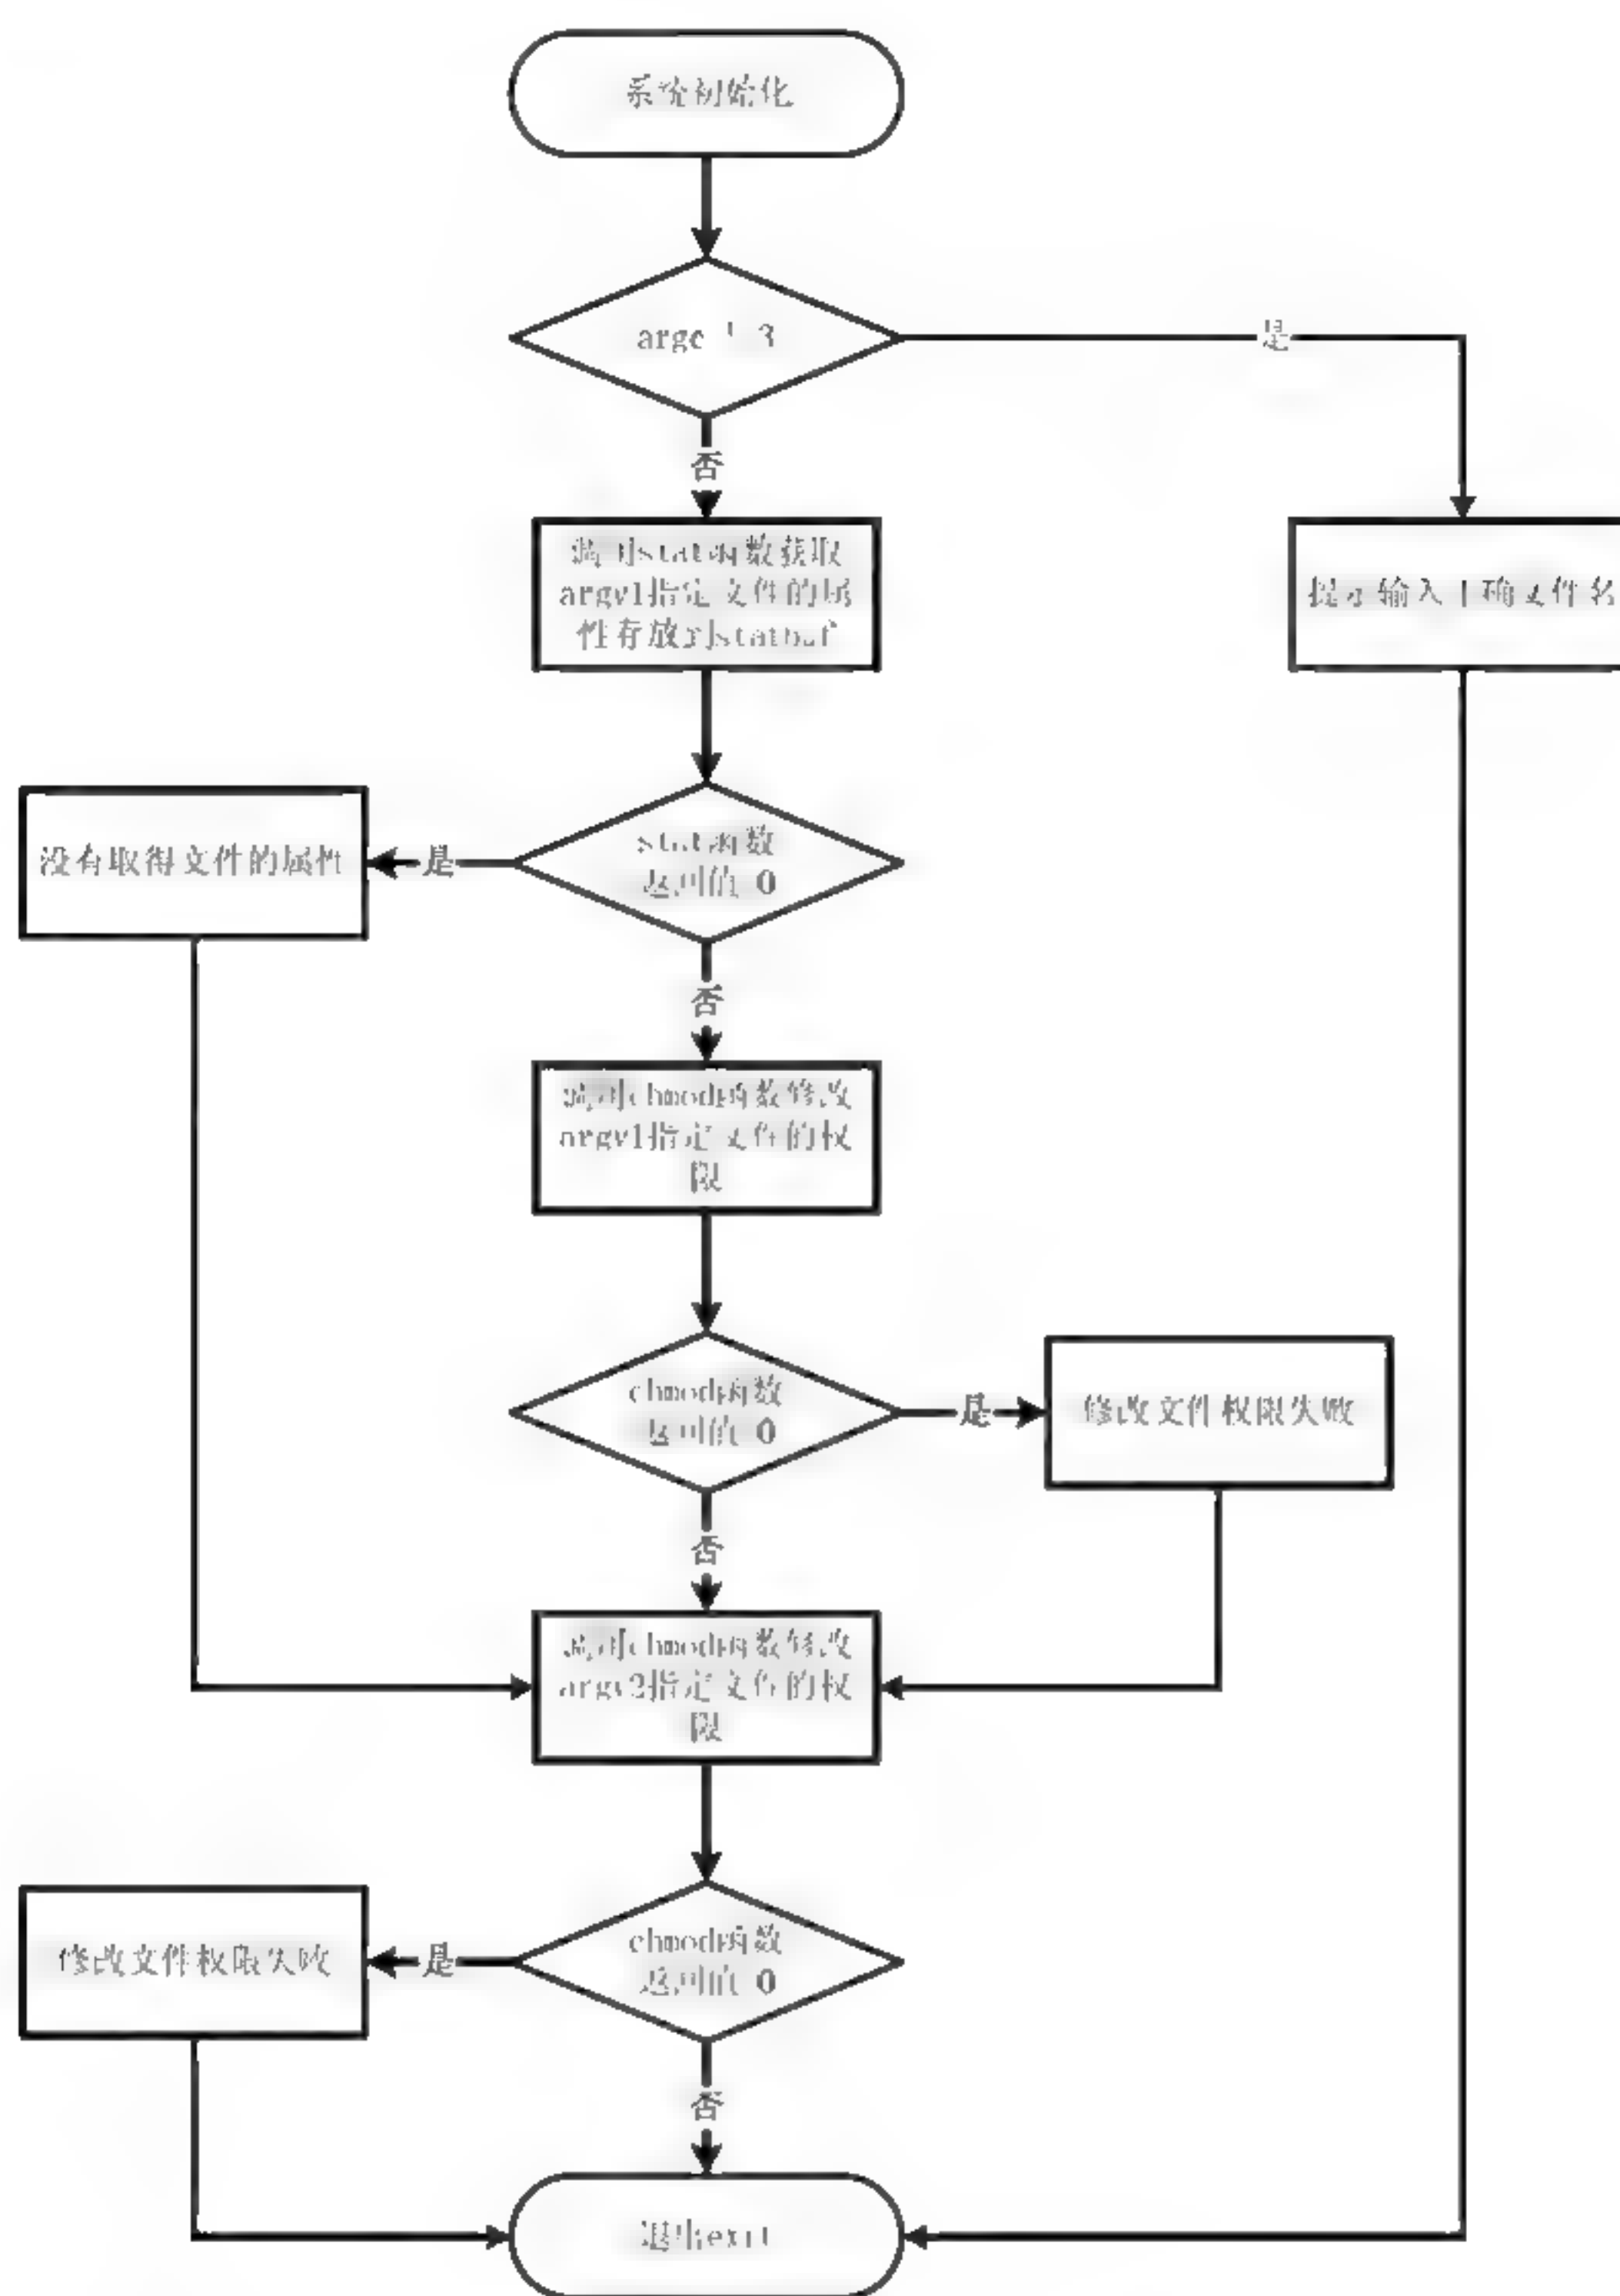 系统初始化
argc ! 3
是
否
调用stat函数获取
argv1指定文件的属
性存放到statbuf
提示输入正确文件名
stat函数
返回值 0
是
没有取得文件的属性
否
调用chmod函数修改
argv1指定文件的权
限
chmod函数
返回值 0
是
修改文件权限失败
否
调用chmod函数修改
argv2指定文件的权
限
chmod函数
返回值 0
是
修改文件权限失败
否
退出exit